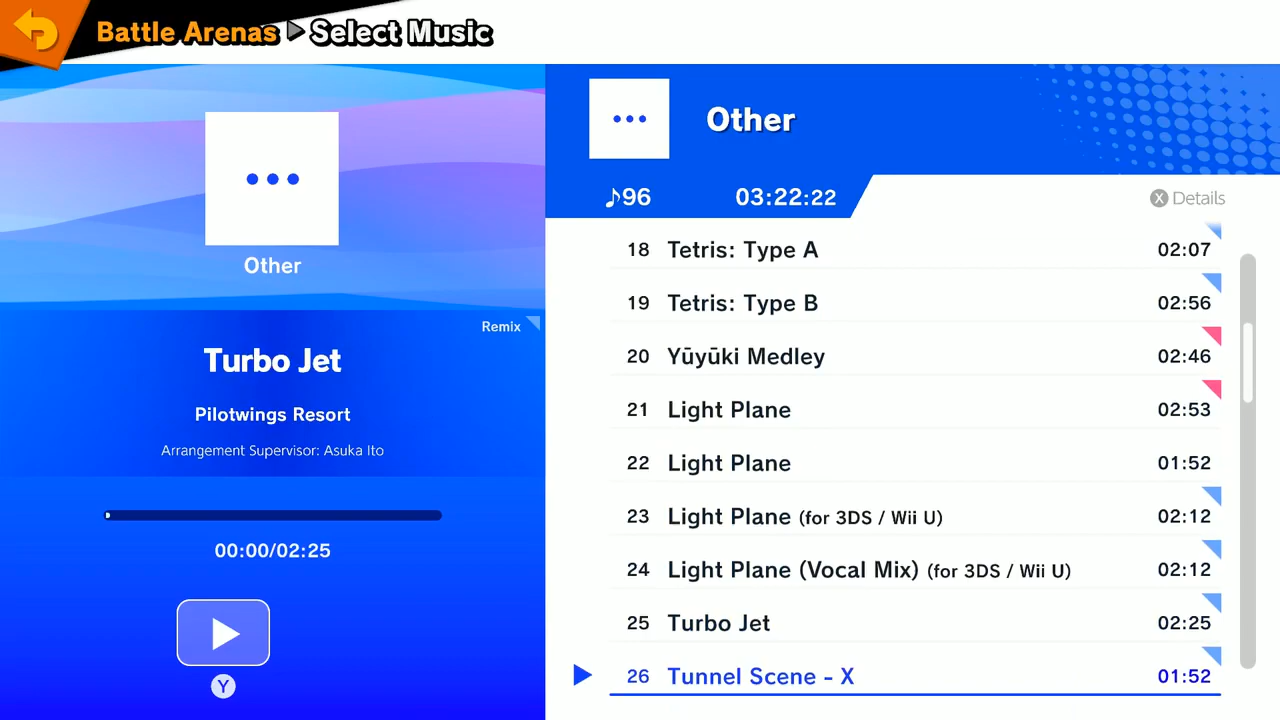 Battle Arenas Select Music
Other
Remix
Turbo Jet
Pilotwings Resort
Arrangement Supervisor: Asuka Ito
00:00/02:25
Y
Other
♪96 03:22:22
X Details
18 Tetris: Type A 02:07
19 Tetris: Type B 02:56
20 Yūyūki Medley 02:46
21 Light Plane 02:53
22 Light Plane 01:52
23 Light Plane (for 3DS / Wii U) 02:12
24 Light Plane (Vocal Mix) (for 3DS / Wii U) 02:12
25 Turbo Jet 02:25
26 Tunnel Scene - X 01:52